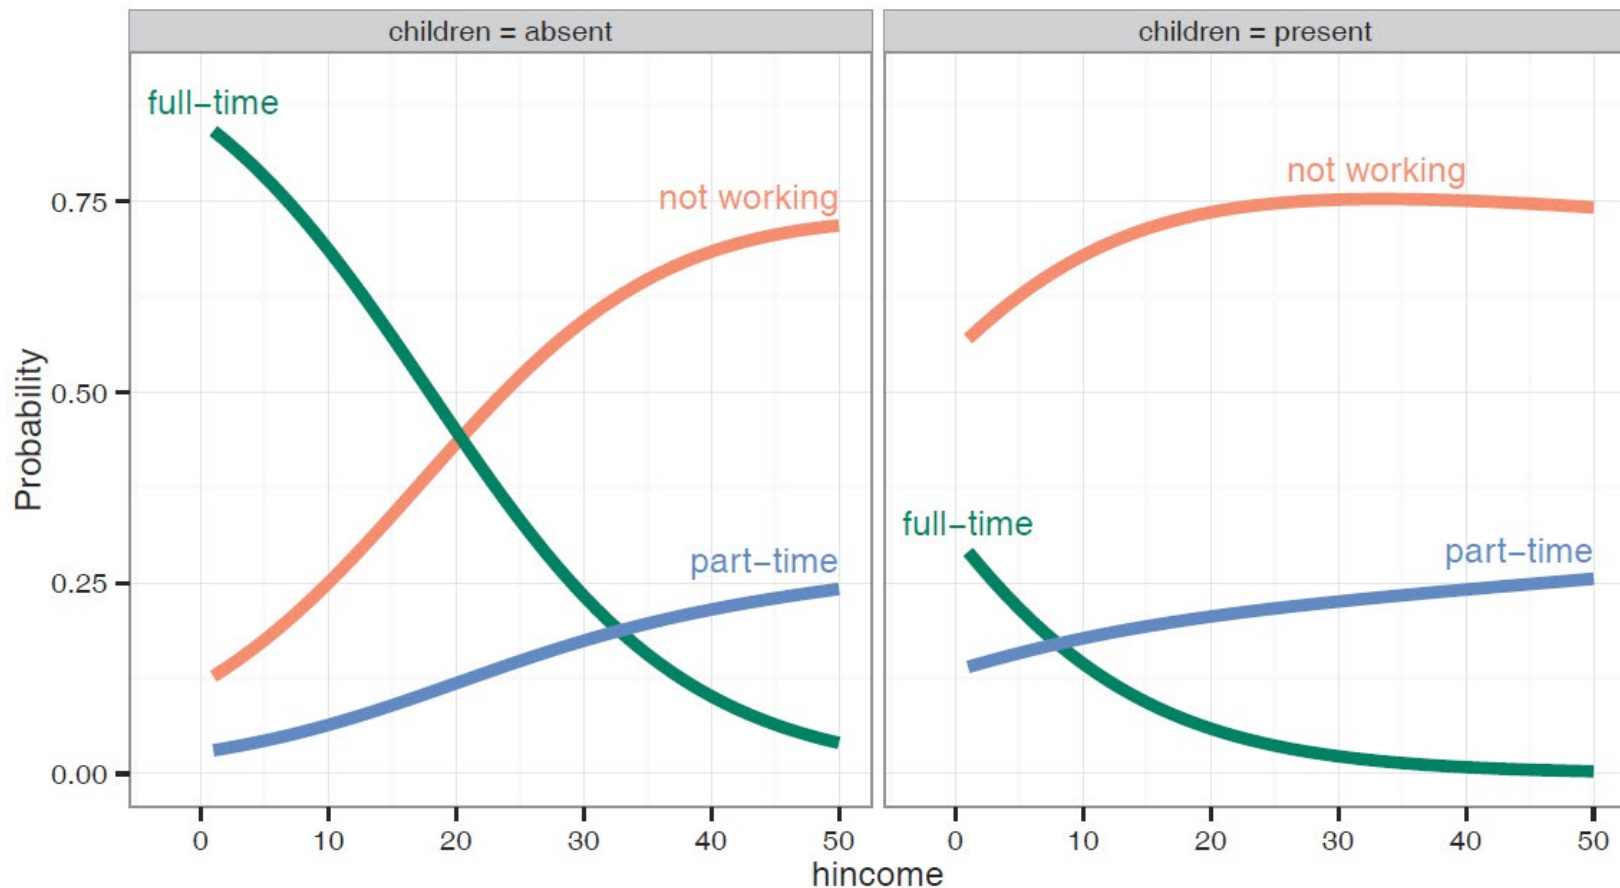 children = absent
children = present
full−time
not working
part−time
not working
full−time
part−time
Probability
0.75
0.50
0.25
0.00
0 10 20 30 40 50
0 10 20 30 40 50
hincome